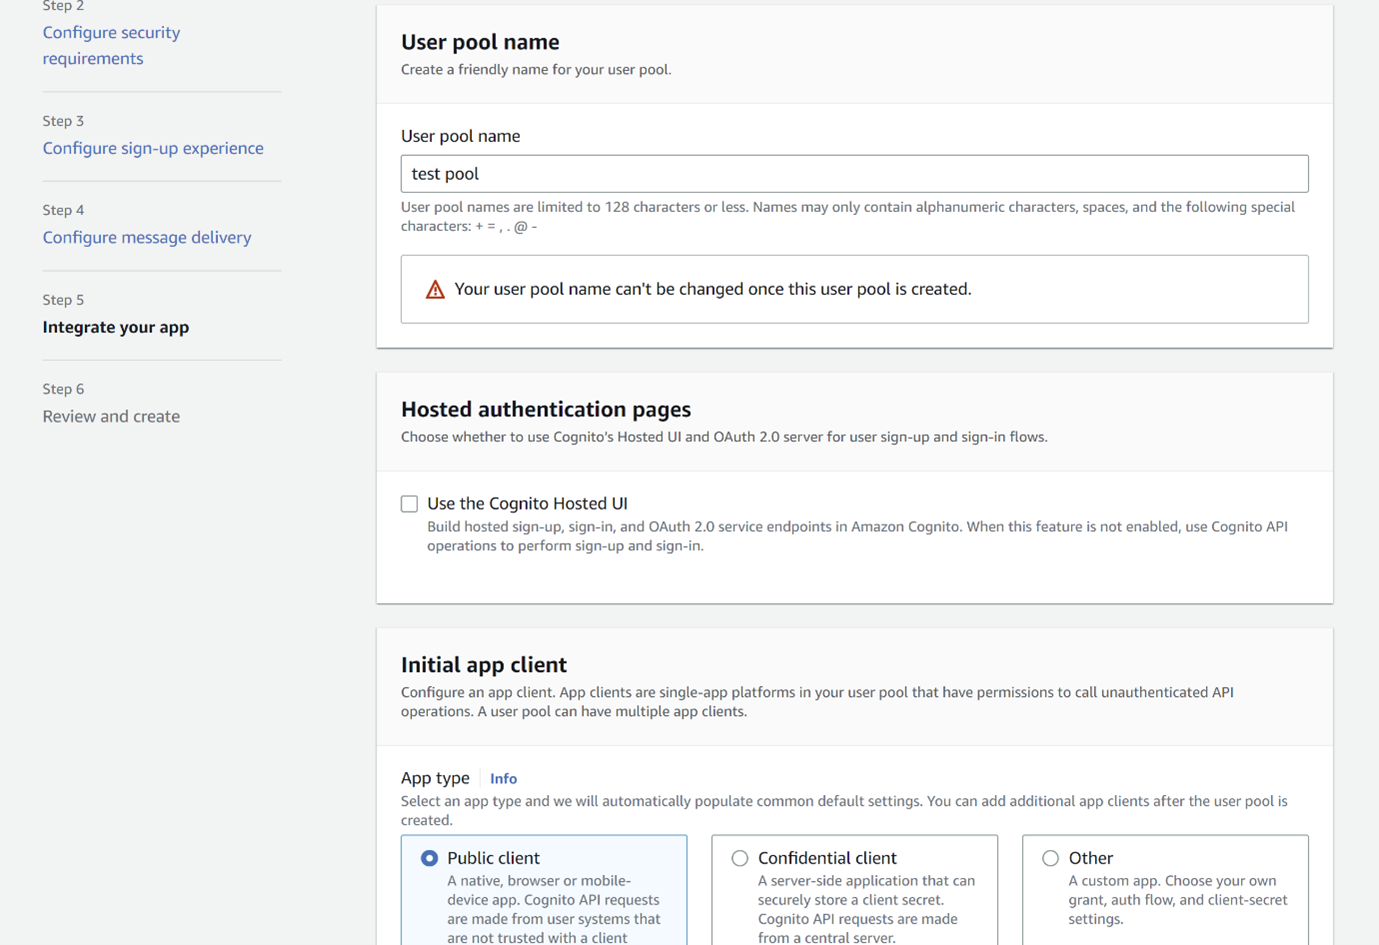 Step 2
Configure security
requirements
Step 3
Configure sign-up experience
Step 4
Configure message delivery
Step 5
Integrate your app
Step 6
Review and create
User pool name
Create a friendly name for your user pool.
User pool name
test pool
User pool names are limited to 128 characters or less. Names may only contain alphanumeric characters, spaces, and the following special
characters: + = , . @ -
Your user pool name can't be changed once this user pool is created.
Hosted authentication pages
Choose whether to use Cognito's Hosted UI and OAuth 2.0 server for user sign-up and sign-in flows.
Use the Cognito Hosted UI
Build hosted sign-up, sign-in, and OAuth 2.0 service endpoints in Amazon Cognito. When this feature is not enabled, use Cognito API
operations to perform sign-up and sign-in.
Initial app client
Configure an app client. App clients are single-app platforms in your user pool that have permissions to call unauthenticated API
operations. A user pool can have multiple app clients.
App type Info
Select an app type and we will automatically populate common default settings. You can add additional app clients after the user pool is
created.
Public client
A native, browser or mobile-
device app. Cognito API requests
are made from user systems that
are not trusted with a client
Confidential client
A server-side application that can
securely store a client secret.
Cognito API requests are made
from a central server.
Other
A custom app. Choose your own
grant, auth flow, and client-secret
settings.